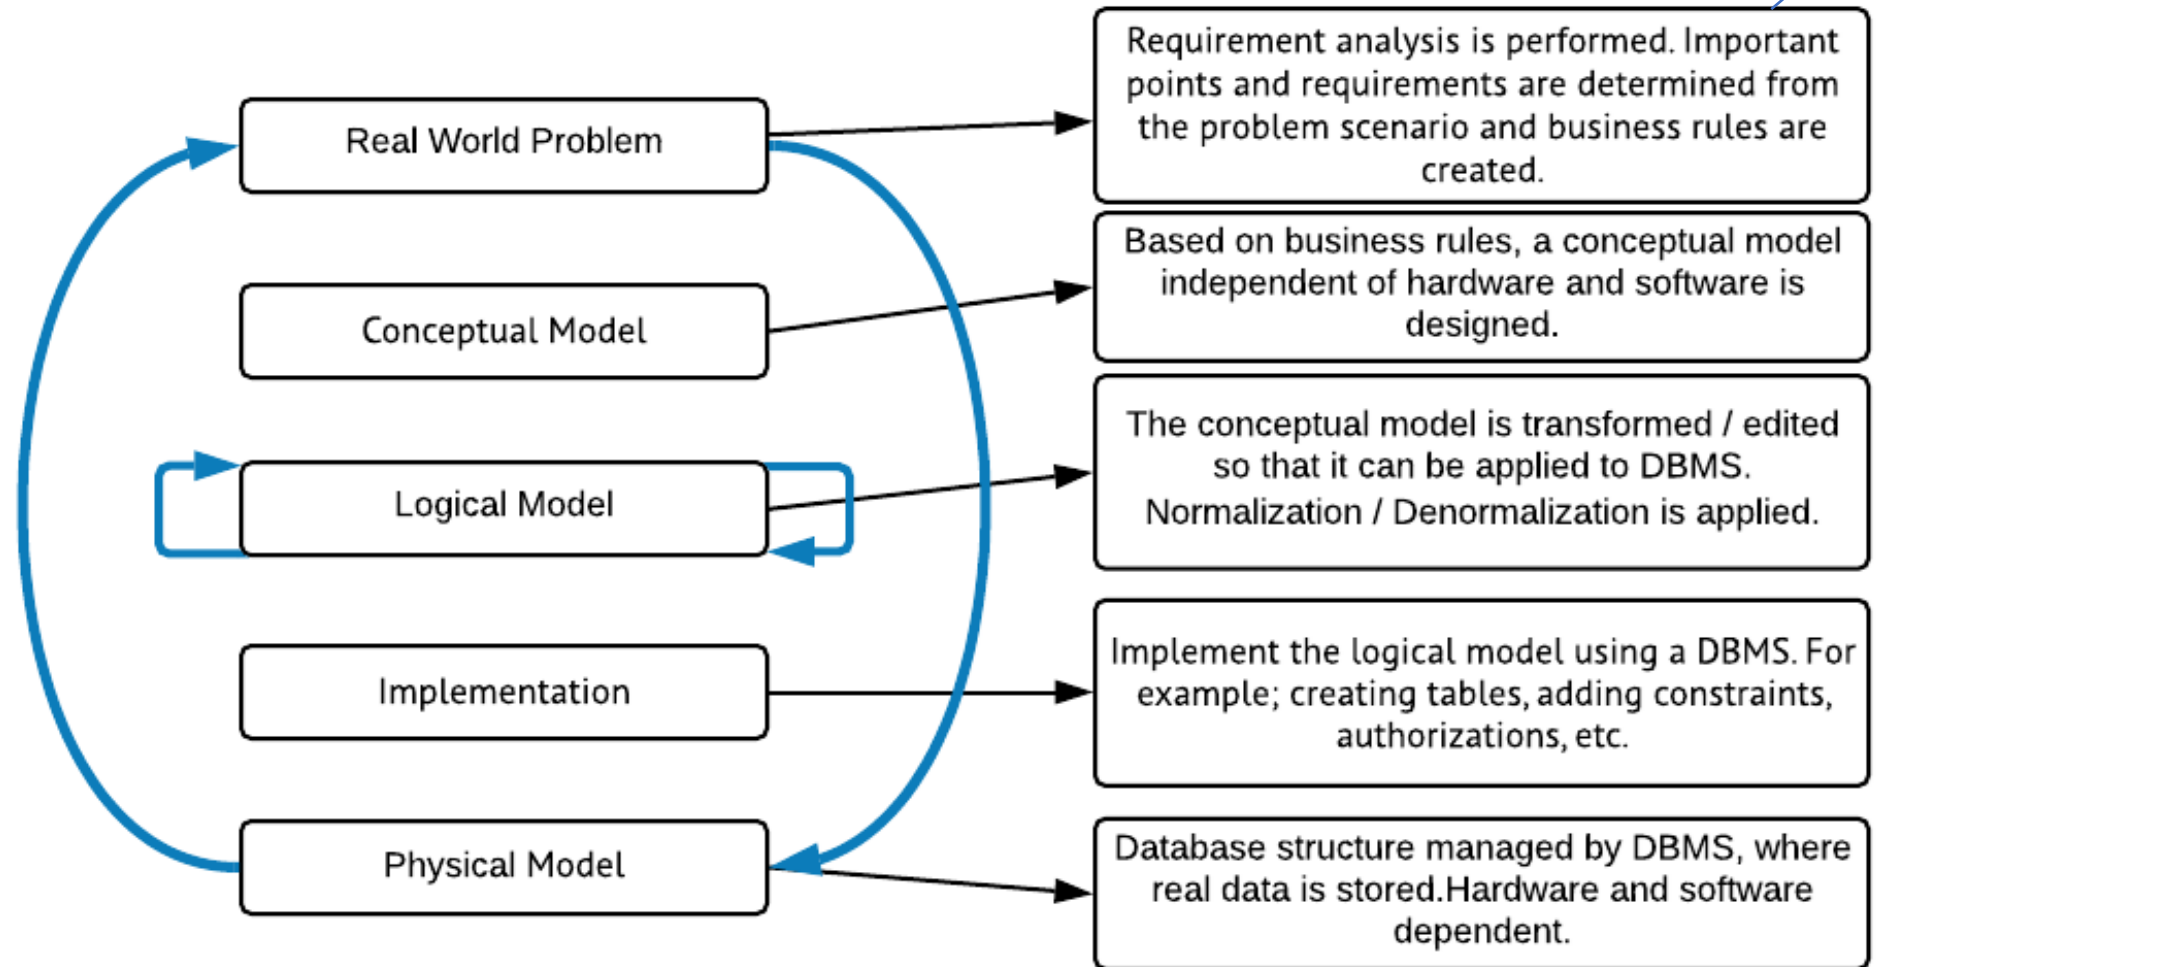 Real World Problem
Requirement analysis is performed. Important
points and requirements are determined from
the problem scenario and business rules are
created.
Conceptual Model
Based on business rules, a conceptual model
independent of hardware and software is
designed.
Logical Model
The conceptual model is transformed / edited
so that it can be applied to DBMS.
Normalization / Denormalization is applied.
Implementation
Implement the logical model using a DBMS. For
example; creating tables, adding constraints,
authorizations, etc.
Physical Model
Database structure managed by DBMS, where
real data is stored.Hardware and software
dependent.